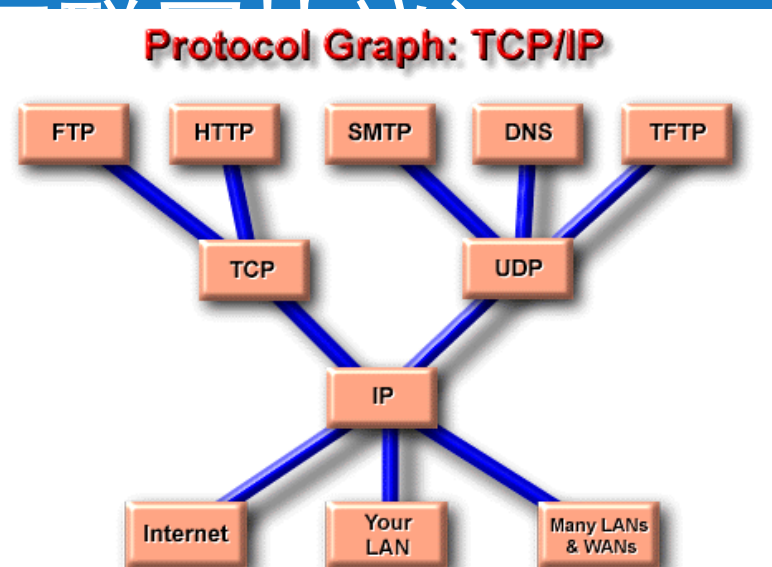 Protocol Graph: TCP/IP
FTP
HTTP
SMTP
DNS
TFTP
TCP
UDP
IP
Internet
Your
LAN
Many LANs
& WANs